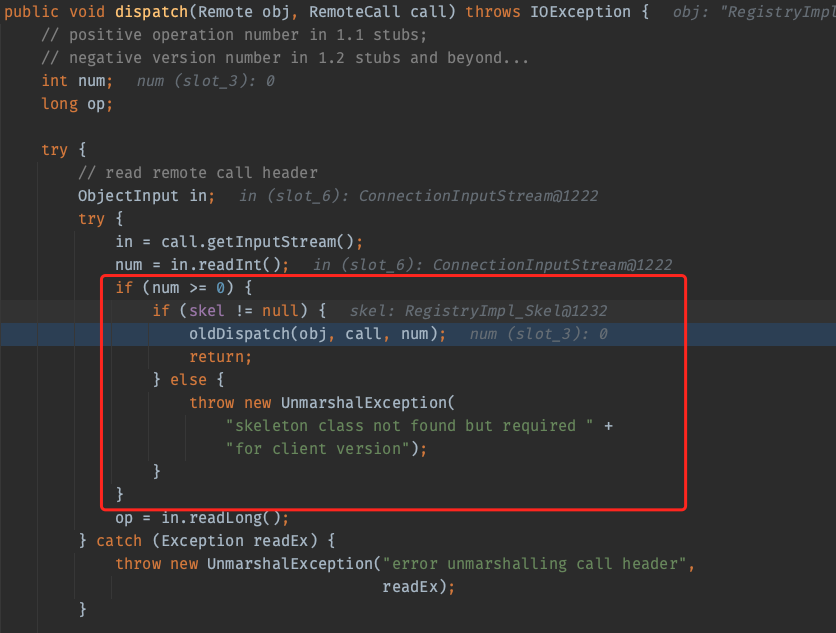 public void dispatch(Remote obj, RemoteCall call) throws IOException {   obj: "RegistryImpl
    // positive operation number in 1.1 stubs;
    // negative version number in 1.2 stubs and beyond...
    int num;   num (slot_3): 0
    long op;

    try {
        // read remote call header
        ObjectInput in;   in (slot_6): ConnectionInputStream@1222
        try {
            in = call.getInputStream();
            num = in.readInt();   in (slot_6): ConnectionInputStream@1222
            if (num >= 0) {
                if (skel != null) {   skel: RegistryImpl_Skel@1232
                    oldDispatch(obj, call, num);   num (slot_3): 0
                    return;
                } else {
                    throw new UnmarshalException(
                        "skeleton class not found but required " +
                        "for client version");
                }
            }
            op = in.readLong();
        } catch (Exception readEx) {
            throw new UnmarshalException("error unmarshalling call header",
                                         readEx);
        }